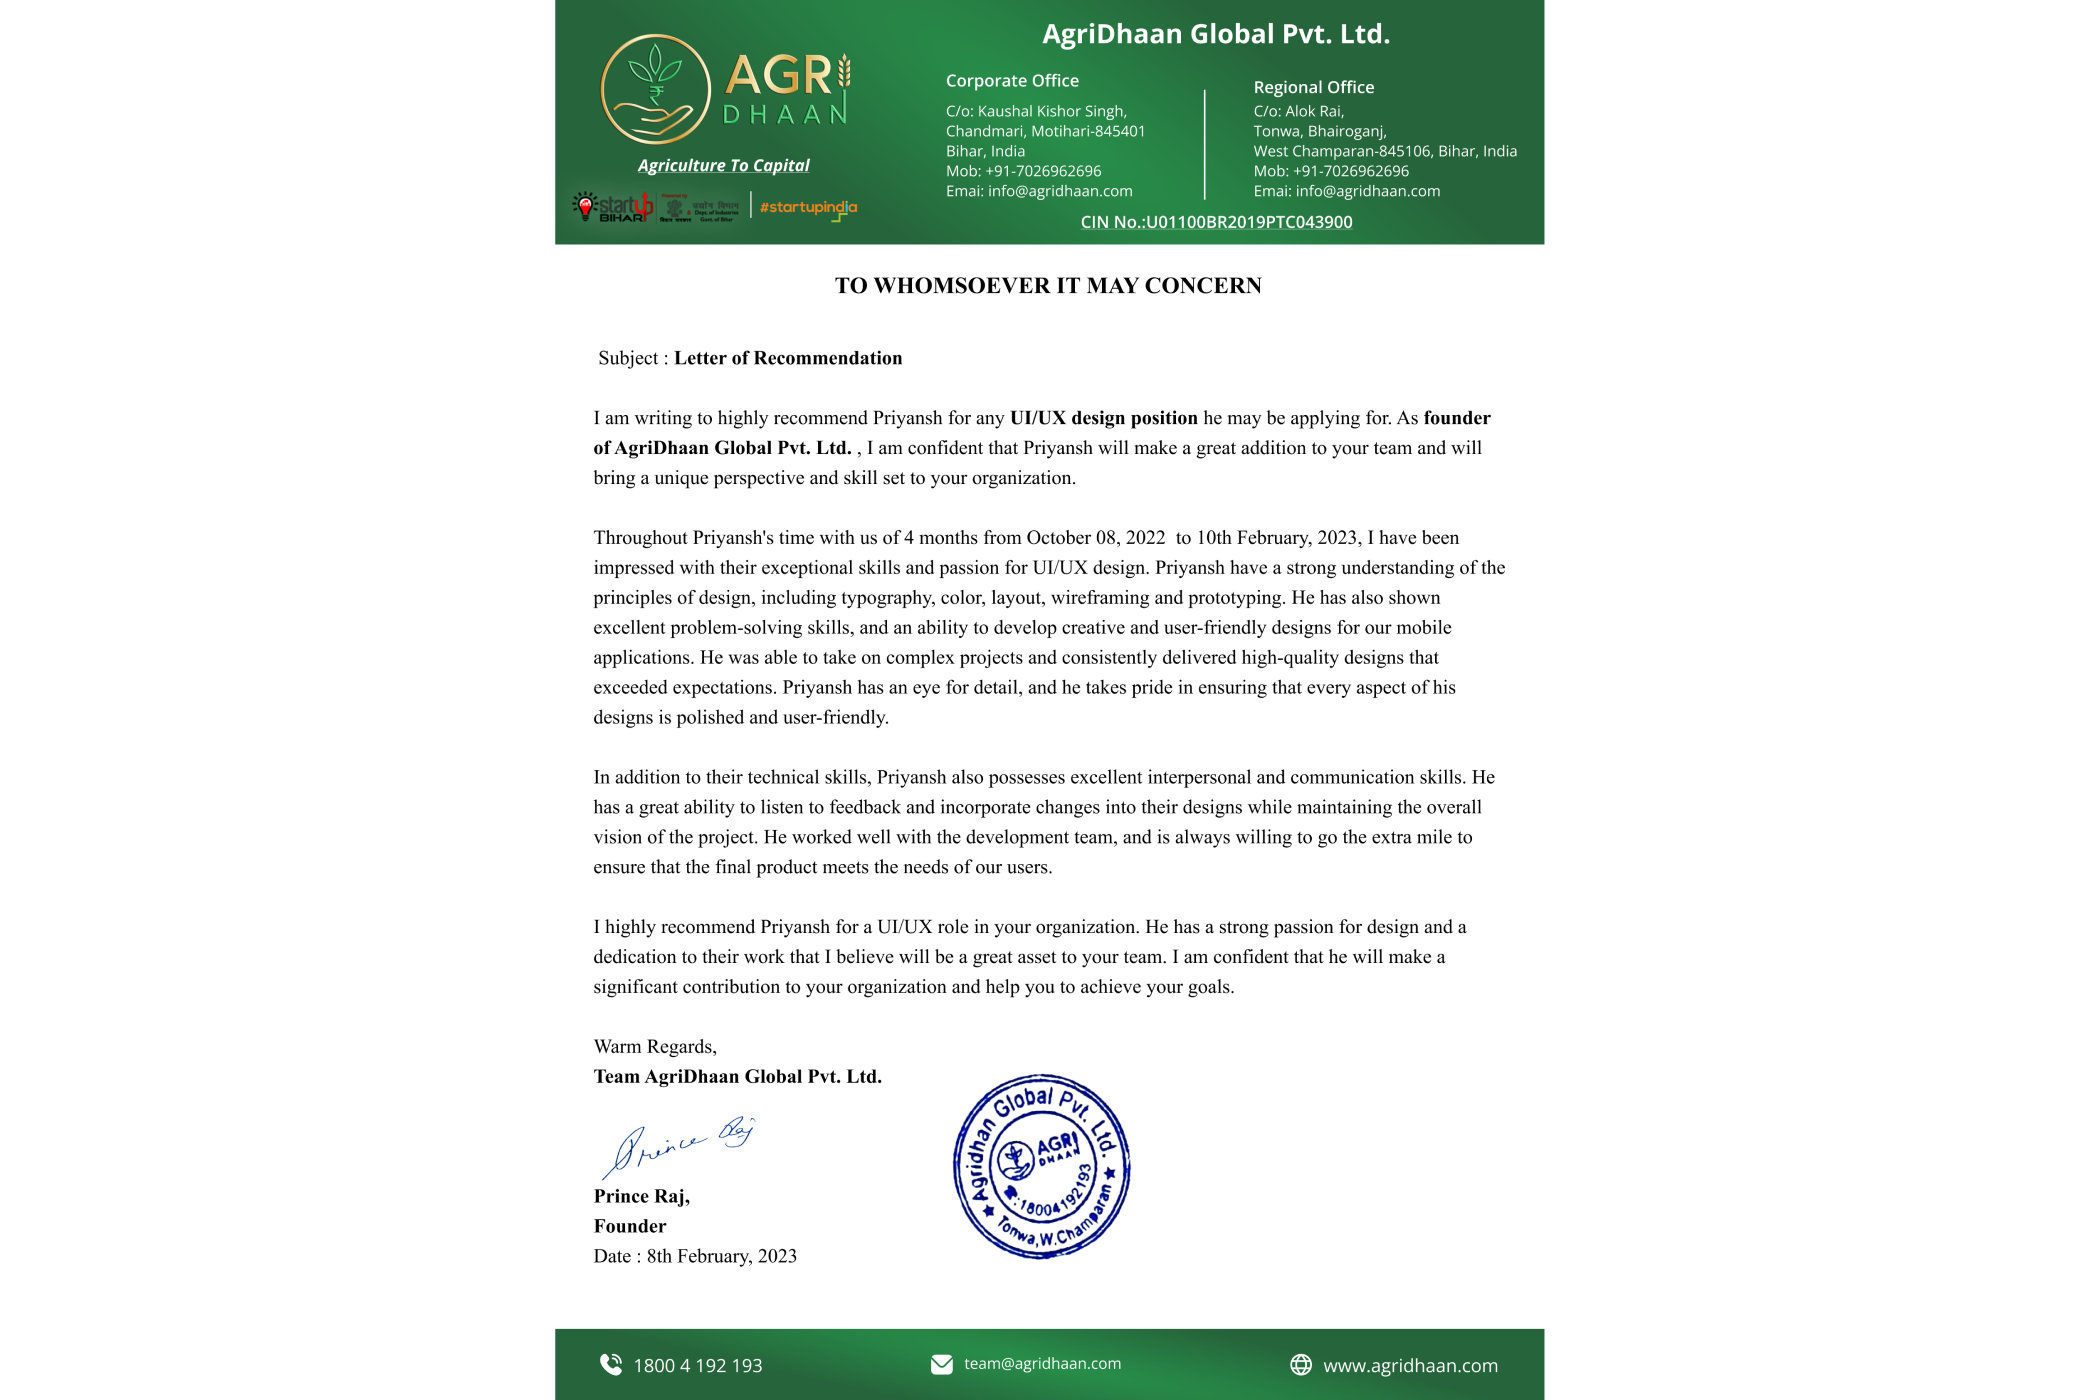 AGRI
DHAAN
Agriculture To Capital
startup
BIHAR
Powered by
बिहार सरकार
उद्योग विभाग
Dept. of Industries
Govt. of Bihar
#startupindia
AgriDhaan Global Pvt. Ltd.
Corporate Office
C/o: Kaushal Kishor Singh,
Chandmari, Motihari-845401
Bihar, India
Mob: +91-7026962696
Emai: info@agridhaan.com
Regional Office
C/o: Alok Rai,
Tonwa, Bhairoganj,
West Champaran-845106, Bihar, India
Mob: +91-7026962696
Emai: info@agridhaan.com
CIN No.:U01100BR2019PTC043900
TO WHOMSOEVER IT MAY CONCERN
Subject : Letter of Recommendation
I am writing to highly recommend Priyansh for any UI/UX design position he may be applying for. As founder
of AgriDhaan Global Pvt. Ltd. , I am confident that Priyansh will make a great addition to your team and will
bring a unique perspective and skill set to your organization.
Throughout Priyansh's time with us of 4 months from October 08, 2022 to 10th February, 2023, I have been
impressed with their exceptional skills and passion for UI/UX design. Priyansh have a strong understanding of the
principles of design, including typography, color, layout, wireframing and prototyping. He has also shown
excellent problem-solving skills, and an ability to develop creative and user-friendly designs for our mobile
applications. He was able to take on complex projects and consistently delivered high-quality designs that
exceeded expectations. Priyansh has an eye for detail, and he takes pride in ensuring that every aspect of his
designs is polished and user-friendly.
In addition to their technical skills, Priyansh also possesses excellent interpersonal and communication skills. He
has a great ability to listen to feedback and incorporate changes into their designs while maintaining the overall
vision of the project. He worked well with the development team, and is always willing to go the extra mile to
ensure that the final product meets the needs of our users.
I highly recommend Priyansh for a UI/UX role in your organization. He has a strong passion for design and a
dedication to their work that I believe will be a great asset to your team. I am confident that he will make a
significant contribution to your organization and help you to achieve your goals.
Warm Regards,
Team AgriDhaan Global Pvt. Ltd.
Prince Raj
Prince Raj,
Founder
Date : 8th February, 2023
Agridhan Global Pvt. Ltd.
AGRI
DHAAN
:18004192193
Tonwa,W.Champaran
1800 4 192 193
team@agridhaan.com
www.agridhaan.com